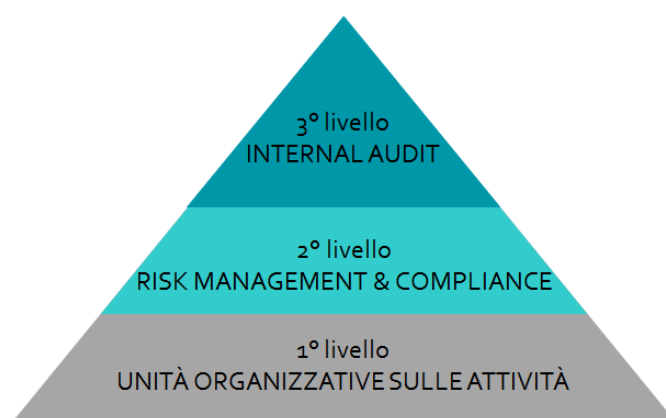 3° livello
INTERNAL AUDIT
2° livello
RISK MANAGEMENT & COMPLIANCE
1° livello
UNITÀ ORGANIZZATIVE SULLE ATTIVITÀ